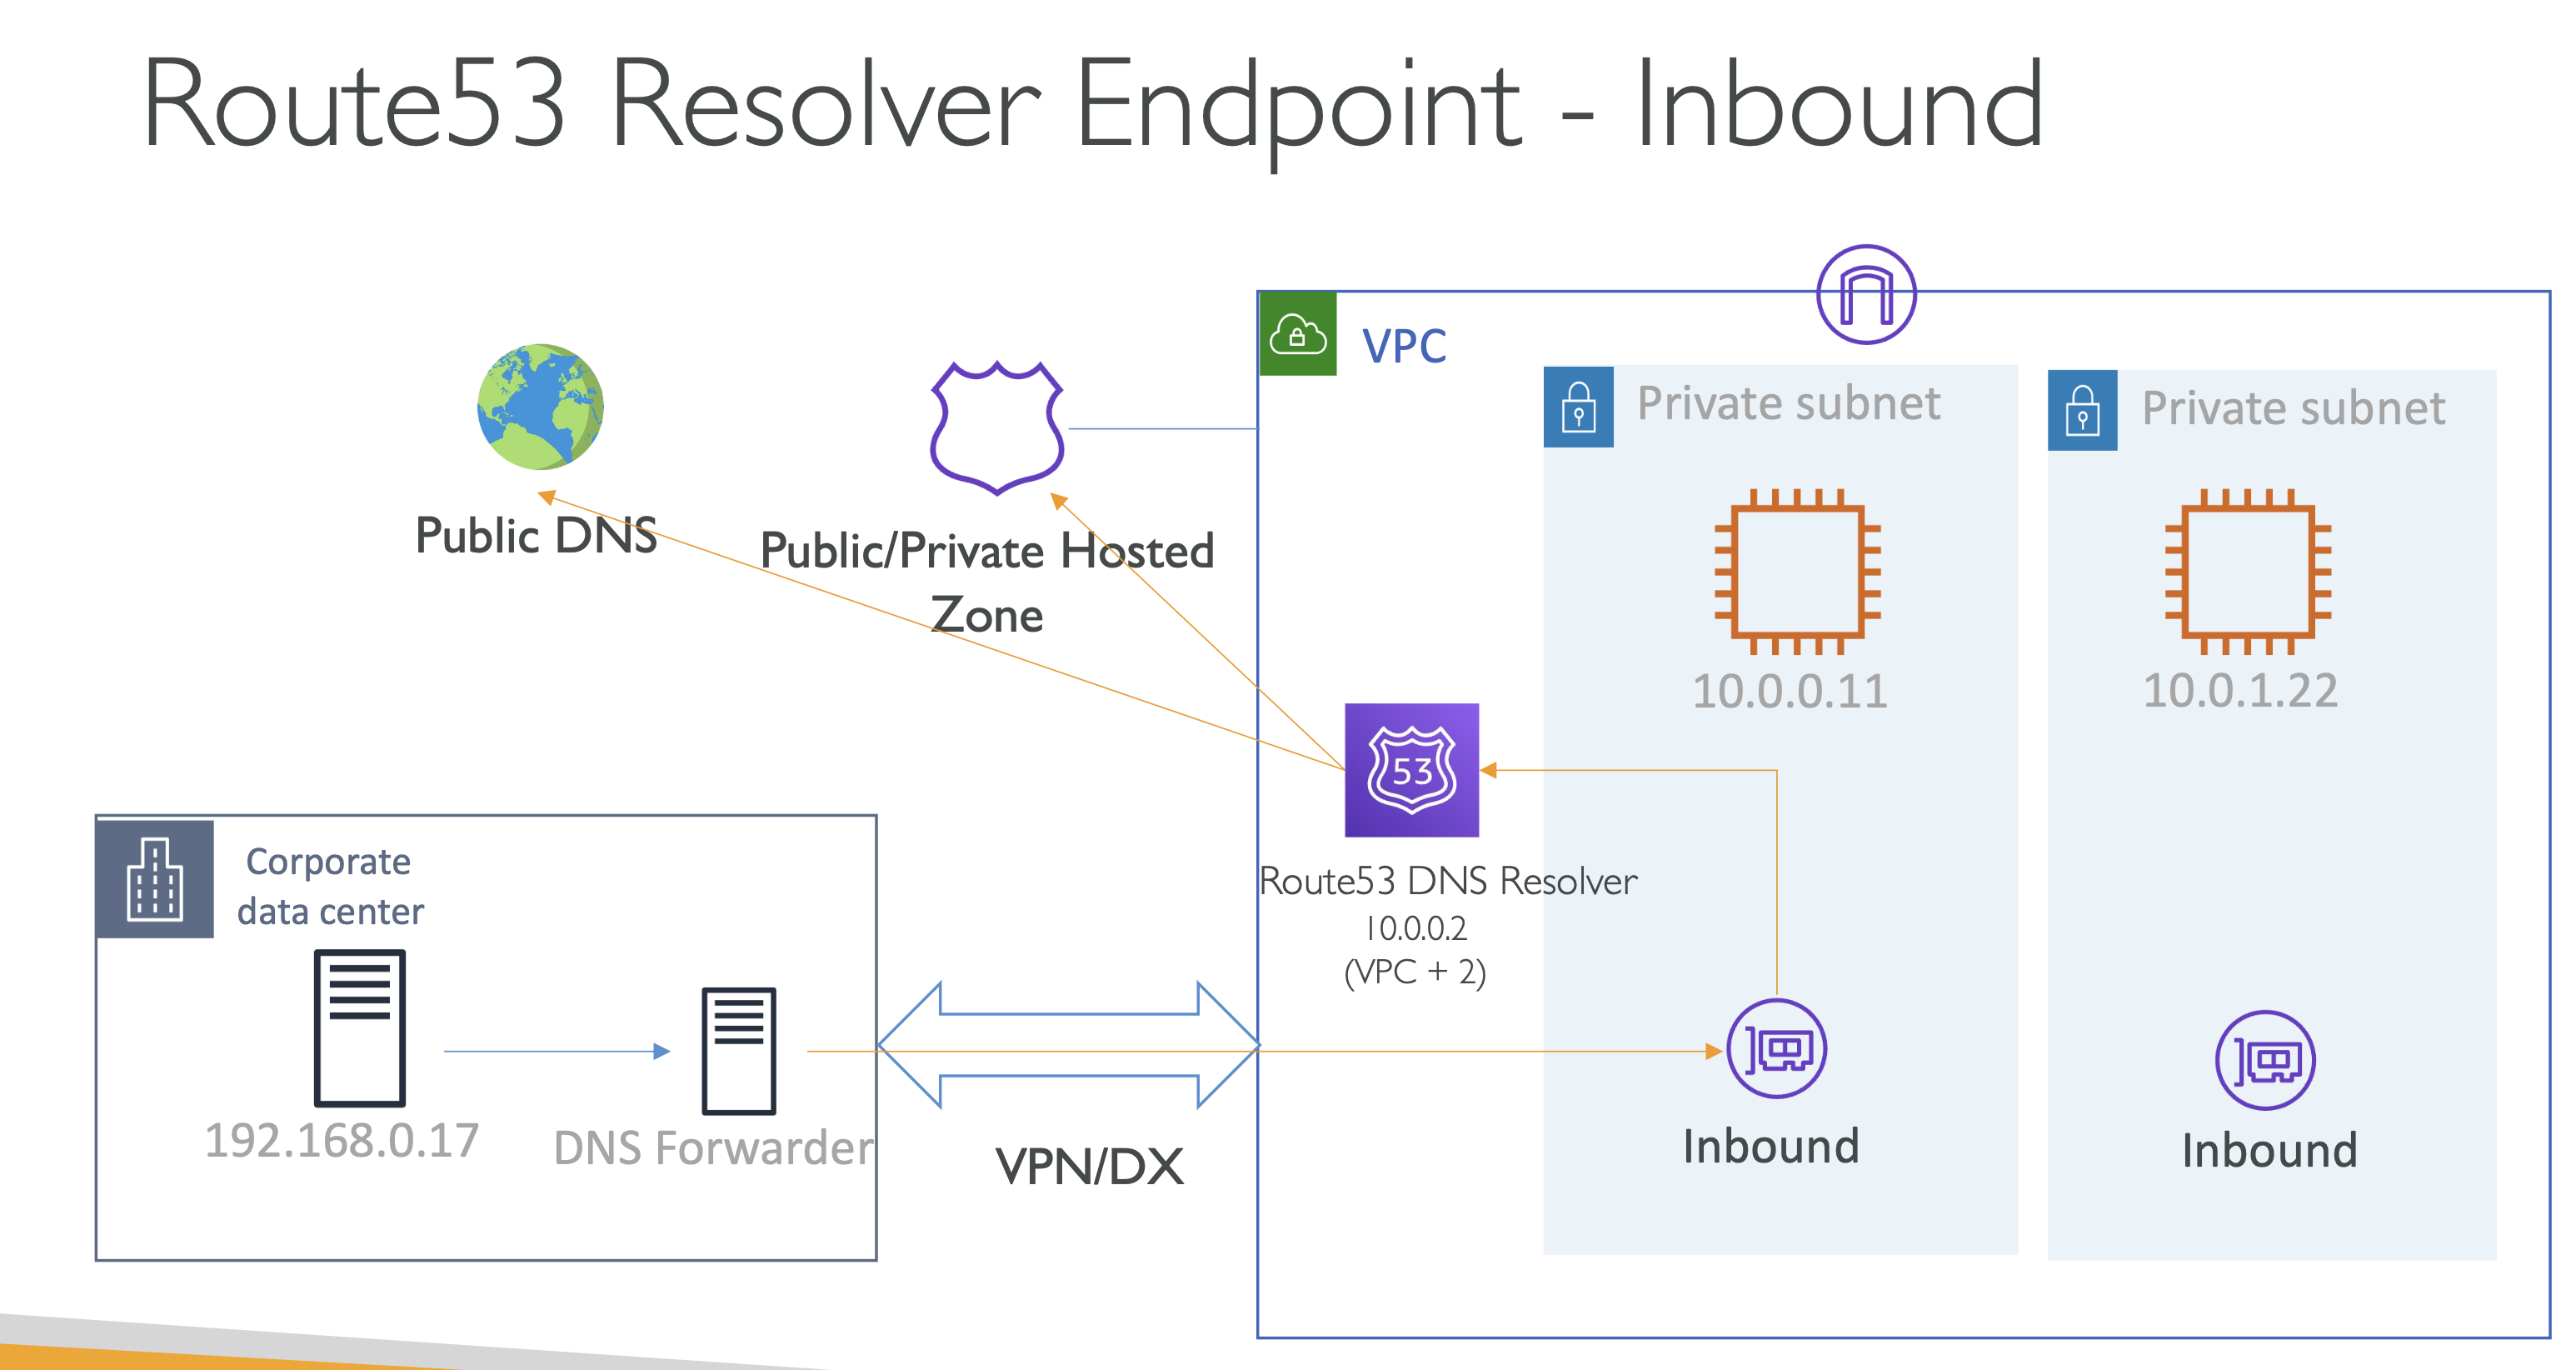 Route53 Resolver Endpoint - Inbound
VPC
Private subnet
Private subnet
Public DNS
Public/Private Hosted
Zone
10.0.0.11
10.0.1.22
53
Route53 DNS Resolver
10.0.0.2
(VPC + 2)
Corporate
data center
192.168.0.17
DNS Forwarder
VPN/DX
Inbound
Inbound